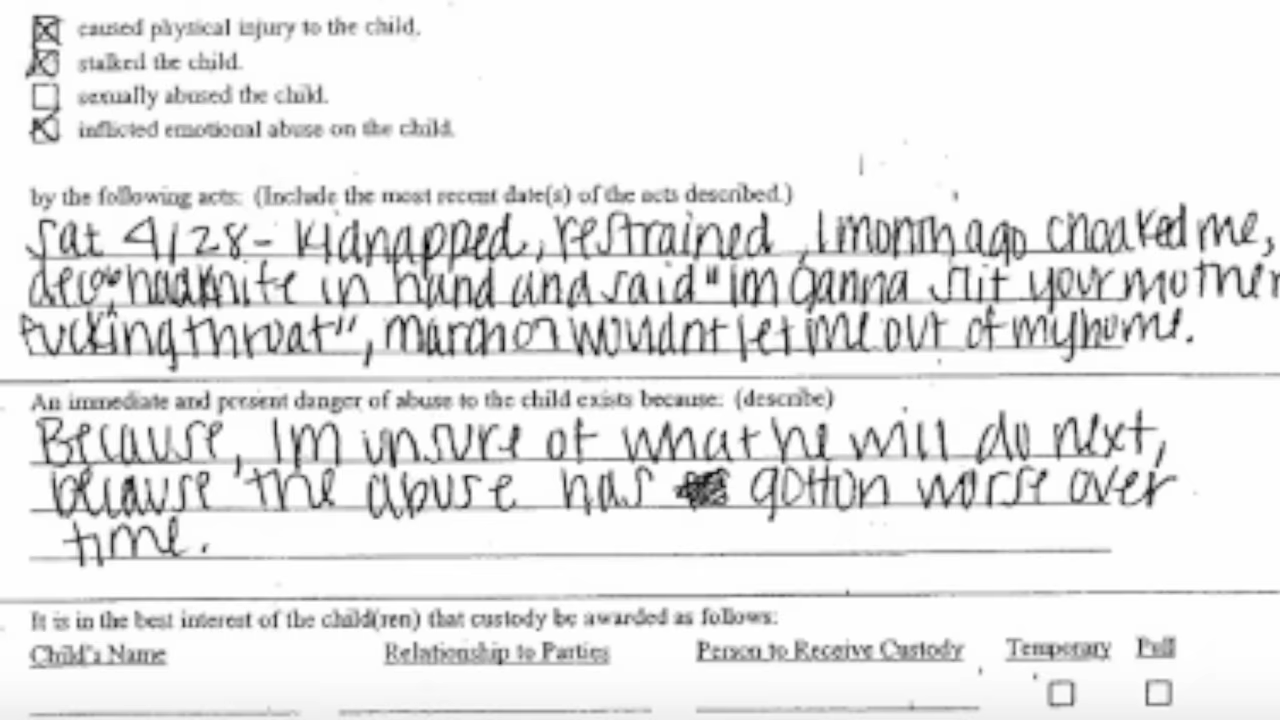 caused physical injury to the child.
stalked the child.
sexually abused the child.
inflicted emotional abuse on the child.
by the following acts: (Include the most recent date(s) of the acts described.)
Sat 4/28- Kidnapped, restrained, 1 month ago choaked me,
had knife in hand and said "im ganna slit your mother
fucking throat", march wouldnt let me out of my home.
An immediate and present danger of abuse to the child exists because: (describe)
Because, Im unsure of what he will do next,
because the abuse has gotton worse over
time.
It is in the best interest of the child(ren) that custody be awarded as follows:
Child's Name Relationship to Parties Person to Receive Custody Temporary Full